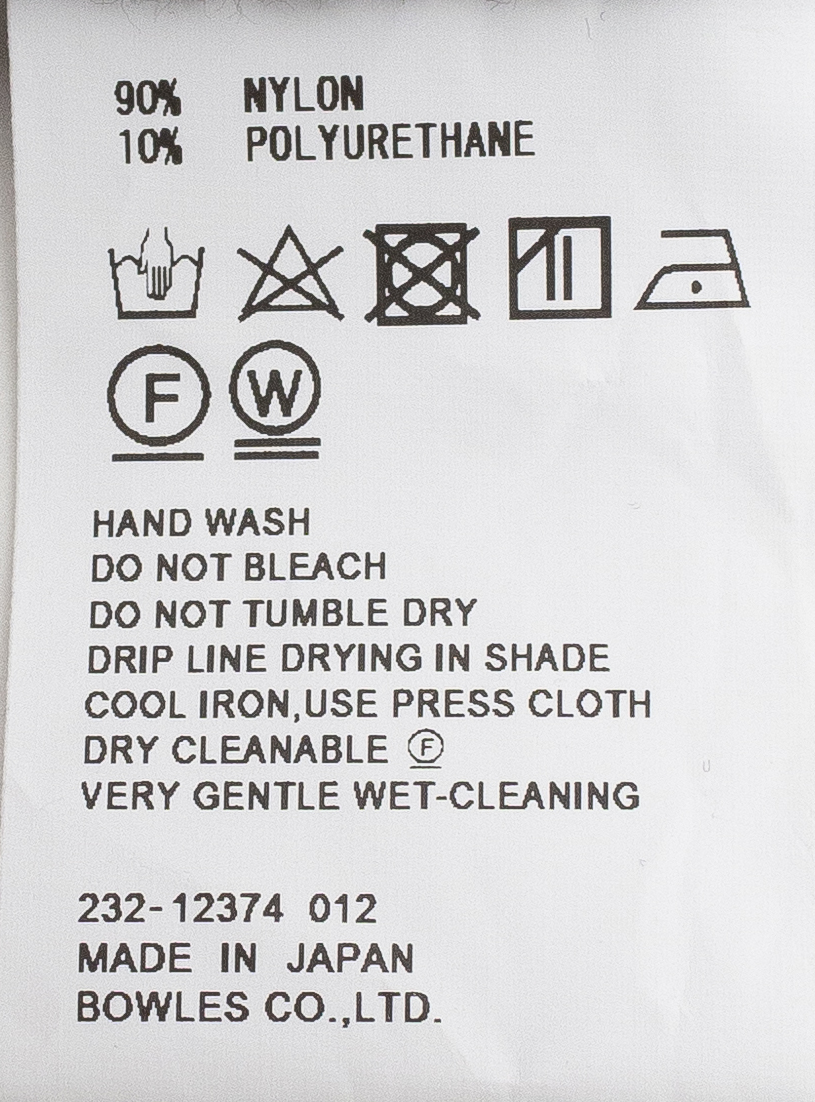 90% NYLON
10% POLYURETHANE
F W
HAND WASH
DO NOT BLEACH
DO NOT TUMBLE DRY
DRIP LINE DRYING IN SHADE
COOL IRON,USE PRESS CLOTH
DRY CLEANABLE F
VERY GENTLE WET-CLEANING
232-12374 012
MADE IN JAPAN
BOWLES CO.,LTD.